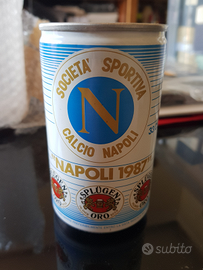 SOCIETA' SPORTIVA
N
CALCIO NAPOLI
"NAPOLI 1987"
SPLÜGEN
ORO
subito